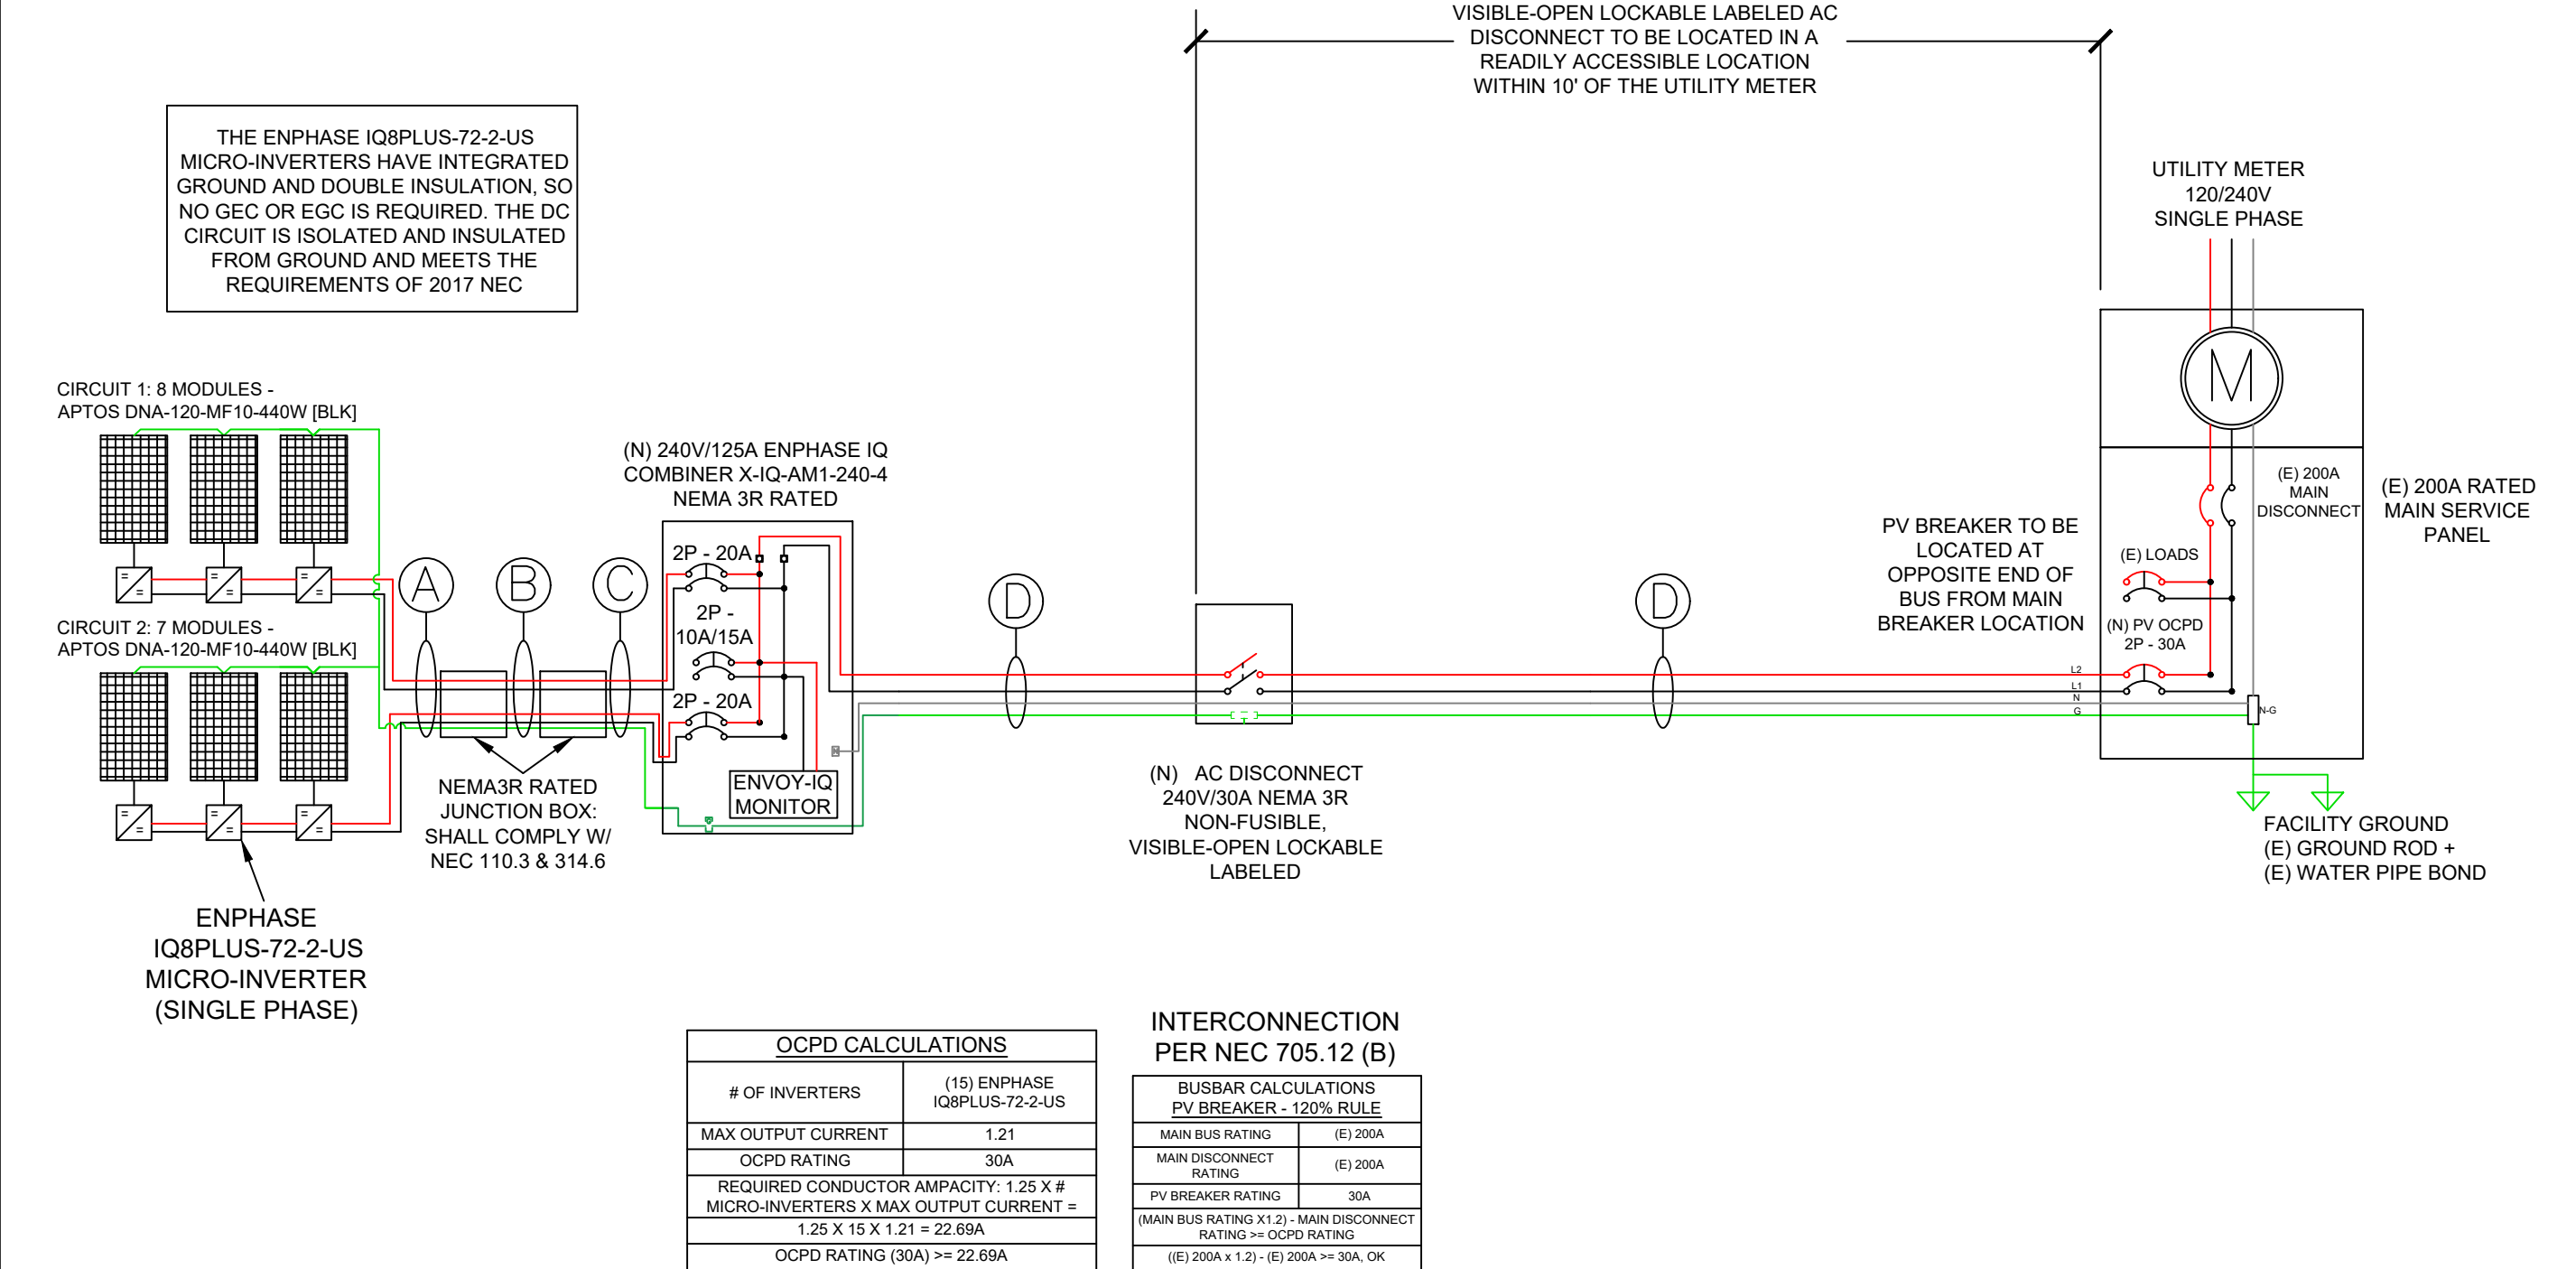 VISIBLE-OPEN LOCKABLE LABELED AC
DISCONNECT TO BE LOCATED IN A
READILY ACCESSIBLE LOCATION
WITHIN 10' OF THE UTILITY METER
THE ENPHASE IQ8PLUS-72-2-US
MICRO-INVERTERS HAVE INTEGRATED
GROUND AND DOUBLE INSULATION, SO
NO GEC OR EGC IS REQUIRED. THE DC
CIRCUIT IS ISOLATED AND INSULATED
FROM GROUND AND MEETS THE
REQUIREMENTS OF 2017 NEC
UTILITY METER
120/240V
SINGLE PHASE
M
CIRCUIT 1: 8 MODULES -
APTOS DNA-120-MF10-440W [BLK]
CIRCUIT 2: 7 MODULES -
APTOS DNA-120-MF10-440W [BLK]
A
B
C
(N) 240V/125A ENPHASE IQ
COMBINER X-IQ-AM1-240-4
NEMA 3R RATED
2P - 20A
2P -
10A/15A
2P - 20A
ENVOY-IQ
MONITOR
D
D
PV BREAKER TO BE
LOCATED AT
OPPOSITE END OF
BUS FROM MAIN
BREAKER LOCATION
(E) 200A
MAIN
DISCONNECT
(E) 200A RATED
MAIN SERVICE
PANEL
(E) LOADS
(N) PV OCPD
2P - 30A
L2
L1
N
G
N-G
NEMA3R RATED
JUNCTION BOX:
SHALL COMPLY W/
NEC 110.3 & 314.6
(N) AC DISCONNECT
240V/30A NEMA 3R
NON-FUSIBLE,
VISIBLE-OPEN LOCKABLE
LABELED
FACILITY GROUND
(E) GROUND ROD +
(E) WATER PIPE BOND
ENPHASE
IQ8PLUS-72-2-US
MICRO-INVERTER
(SINGLE PHASE)
OCPD CALCULATIONS
# OF INVERTERS
(15) ENPHASE
IQ8PLUS-72-2-US
MAX OUTPUT CURRENT
1.21
OCPD RATING
30A
REQUIRED CONDUCTOR AMPACITY: 1.25 X #
MICRO-INVERTERS X MAX OUTPUT CURRENT =
1.25 X 15 X 1.21 = 22.69A
OCPD RATING (30A) >= 22.69A
INTERCONNECTION
PER NEC 705.12 (B)
BUSBAR CALCULATIONS
PV BREAKER - 120% RULE
MAIN BUS RATING
(E) 200A
MAIN DISCONNECT
RATING
(E) 200A
PV BREAKER RATING
30A
(MAIN BUS RATING X1.2) - MAIN DISCONNECT
RATING >= OCPD RATING
((E) 200A x 1.2) - (E) 200A >= 30A, OK